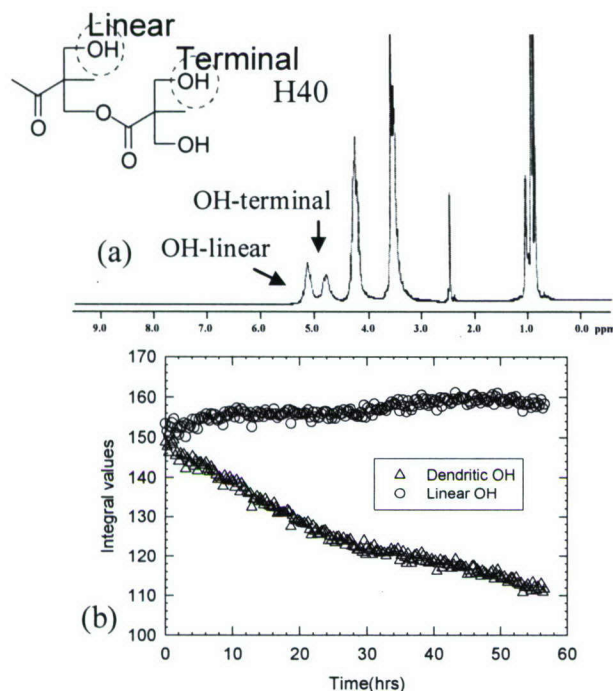 Linear
OH
Terminal
OH
H40
O
O
O
OH
OH-terminal
(a)
OH-linear
9.0 8.0 7.0 6.0 5.0 4.0 3.0 2.0 1.0 0.0 ppm
170
160
150
140
130
120
110
100
Integral values
Dendritic OH
Linear OH
(b)
0 10 20 30 40 50 60
Time(hrs)